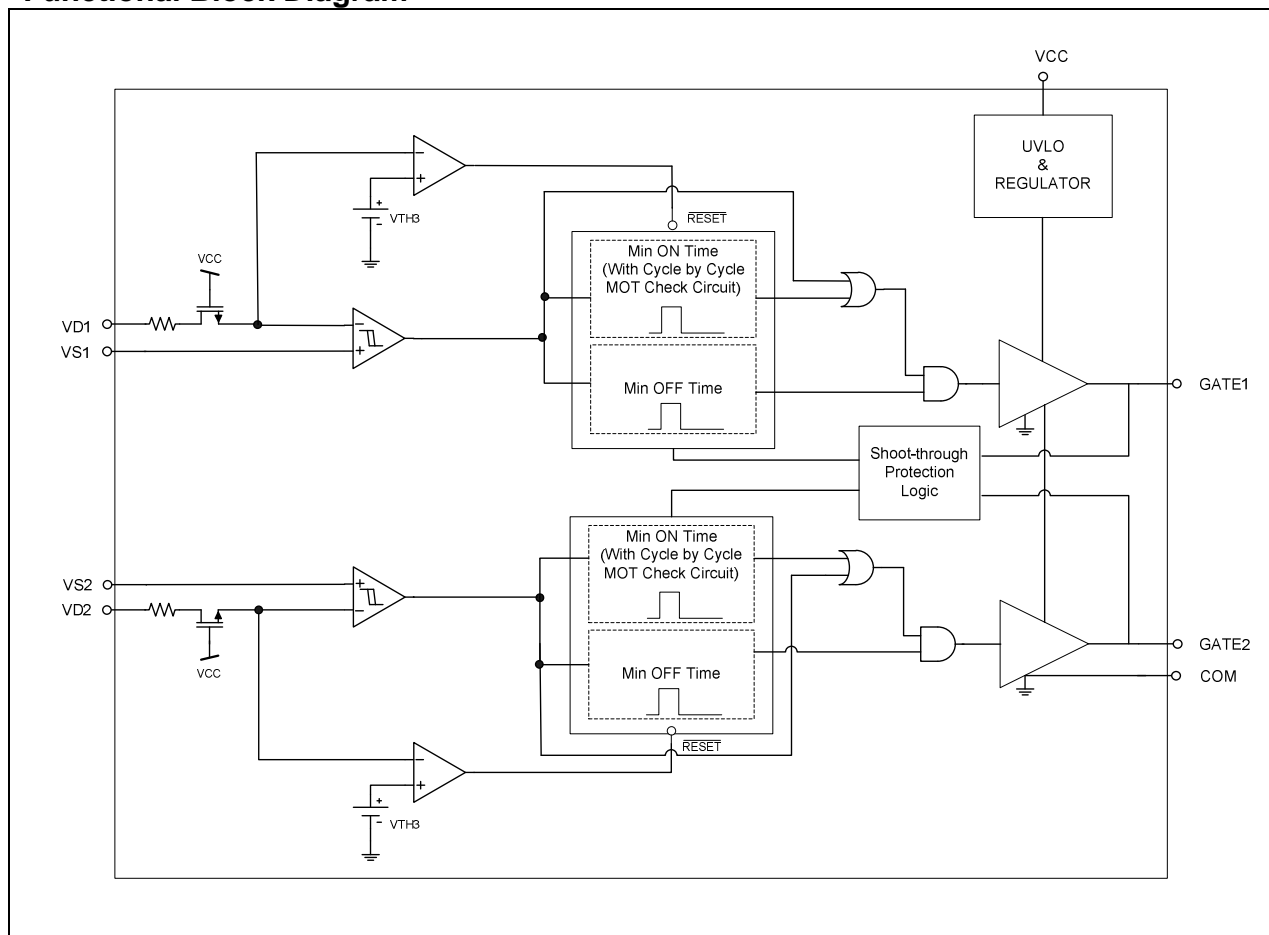 Functional Block Diagram
VCC
UVLO
&
REGULATOR
−
+
+
-
VTH3
RESET
Min ON Time
(With Cycle by Cycle
MOT Check Circuit)
VCC
VD1
VS1
−
+
Min OFF Time
GATE1
Shoot-through
Protection
Logic
Min ON Time
(With Cycle by Cycle
MOT Check Circuit)
VS2
VD2
+
−
VCC
Min OFF Time
GATE2
COM
RESET
−
+
+
-
VTH3